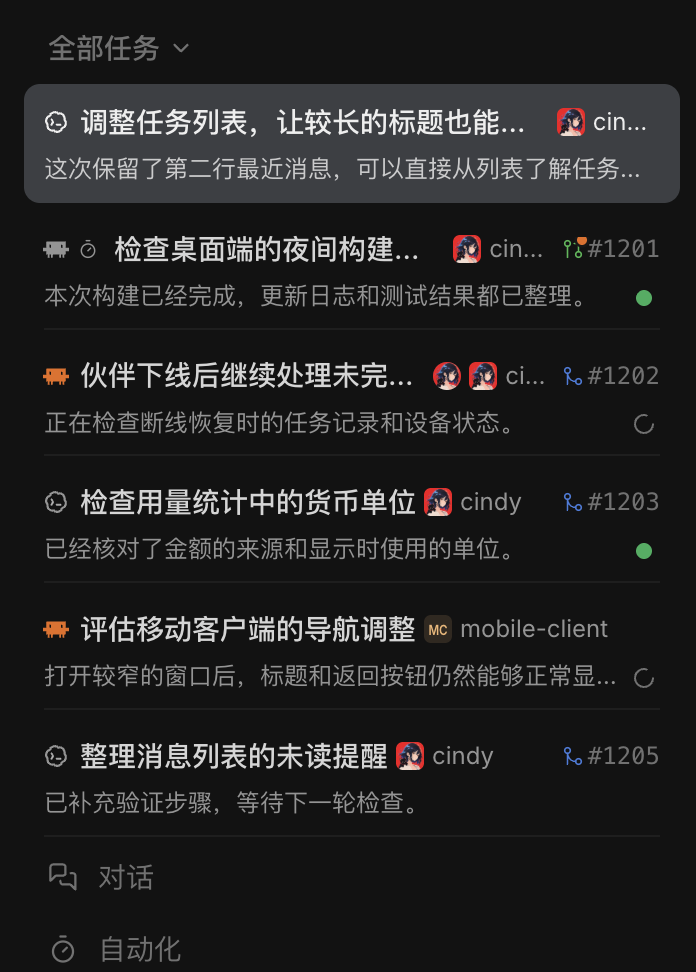 全部任务
调整任务列表，让较长的标题也能... cin...
这次保留了第二行最近消息，可以直接从列表了解任务...
检查桌面端的夜间构建... cin... #1201
本次构建已经完成，更新日志和测试结果都已整理。
伙伴下线后继续处理未完... ci... #1202
正在检查断线恢复时的任务记录和设备状态。
检查用量统计中的货币单位 cindy #1203
已经核对了金额的来源和显示时使用的单位。
评估移动客户端的导航调整 MC mobile-client
打开较窄的窗口后，标题和返回按钮仍然能够正常显...
整理消息列表的未读提醒 cindy #1205
已补充验证步骤，等待下一轮检查。
对话
自动化